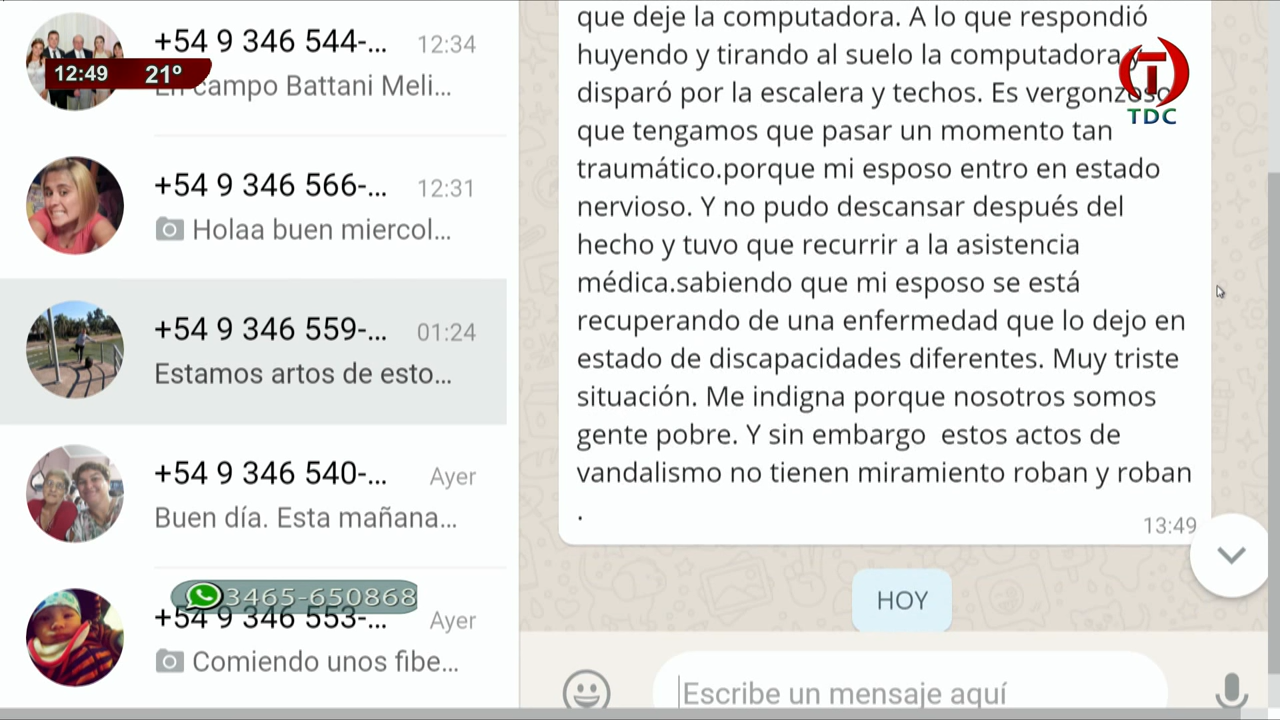 +54 9 346 544-... 12:34
12:49 21º
campo Battani Meli...
+54 9 346 566-... 12:31
Holaa buen miercol...
+54 9 346 559-... 01:24
Estamos artos de esto...
+54 9 346 540-... Ayer
Buen día. Esta mañana...
3465-650868
+54 9 346 553-... Ayer
Comiendo unos fibe...
que deje la computadora. A lo que respondió
huyendo y tirando al suelo la computadora y
disparó por la escalera y techos. Es vergonzoso
que tengamos que pasar un momento tan
traumático.porque mi esposo entro en estado
nervioso. Y no pudo descansar después del
hecho y tuvo que recurrir a la asistencia
médica.sabiendo que mi esposo se está
recuperando de una enfermedad que lo dejo en
estado de discapacidades diferentes. Muy triste
situación. Me indigna porque nosotros somos
gente pobre. Y sin embargo  estos actos de
vandalismo no tienen miramiento roban y roban
.
13:49
HOY
Escribe un mensaje aquí
T
TDC